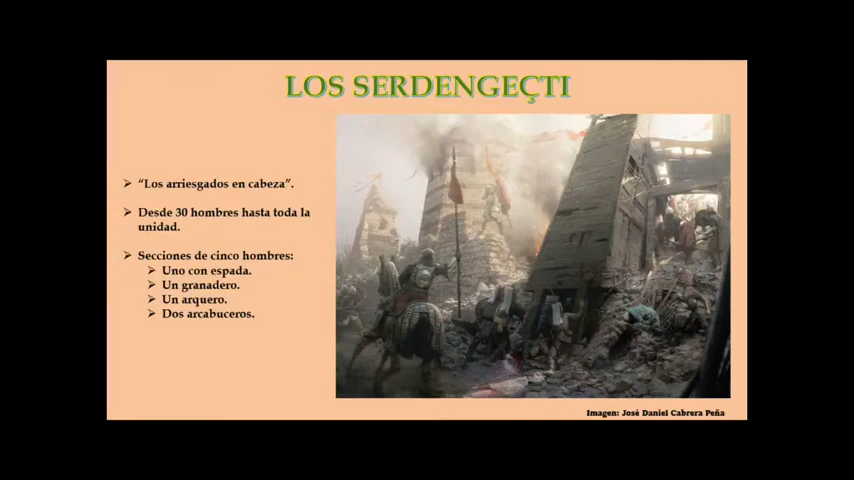 LOS SERDENGEÇTI
➢ “Los arriesgados en cabeza”.
➢ Desde 30 hombres hasta toda la
unidad.
➢ Secciones de cinco hombres:
➢ Uno con espada.
➢ Un granadero.
➢ Un arquero.
➢ Dos arcabuceros.
Imagen: José Daniel Cabrera Peña